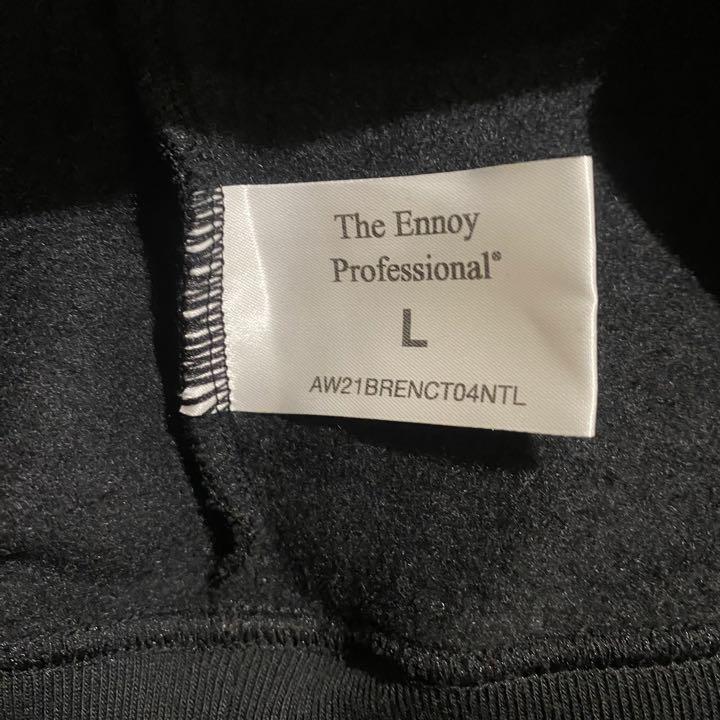 The Ennoy
Professional®
L
AW21BRENCT04NTL